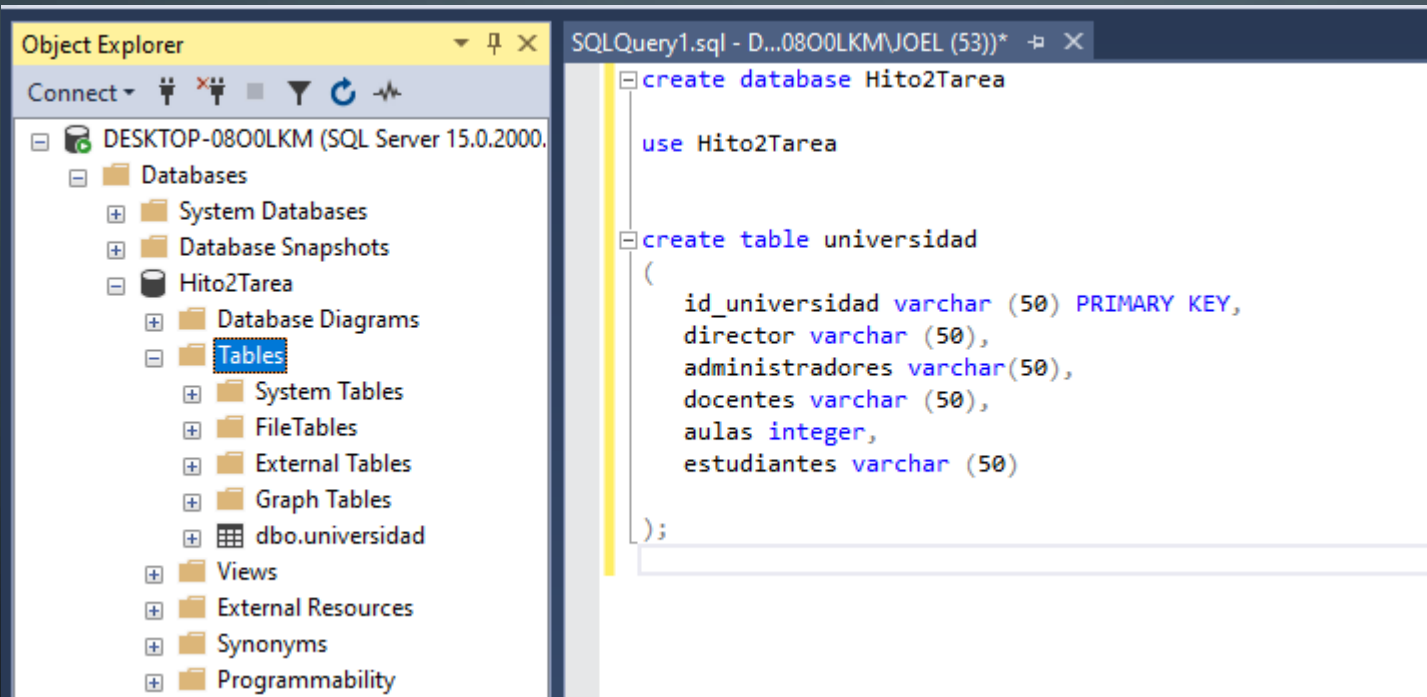 Object Explorer
Connect
DESKTOP-08O0LKM (SQL Server 15.0.2000.
Databases
System Databases
Database Snapshots
Hito2Tarea
Database Diagrams
Tables
System Tables
FileTables
External Tables
Graph Tables
dbo.universidad
Views
External Resources
Synonyms
Programmability
SQLQuery1.sql - D...08O0LKM\JOEL (53))*
create database Hito2Tarea
use Hito2Tarea
create table universidad
(
id_universidad varchar (50) PRIMARY KEY,
director varchar (50),
administradores varchar(50),
docentes varchar (50),
aulas integer,
estudiantes varchar (50)
);